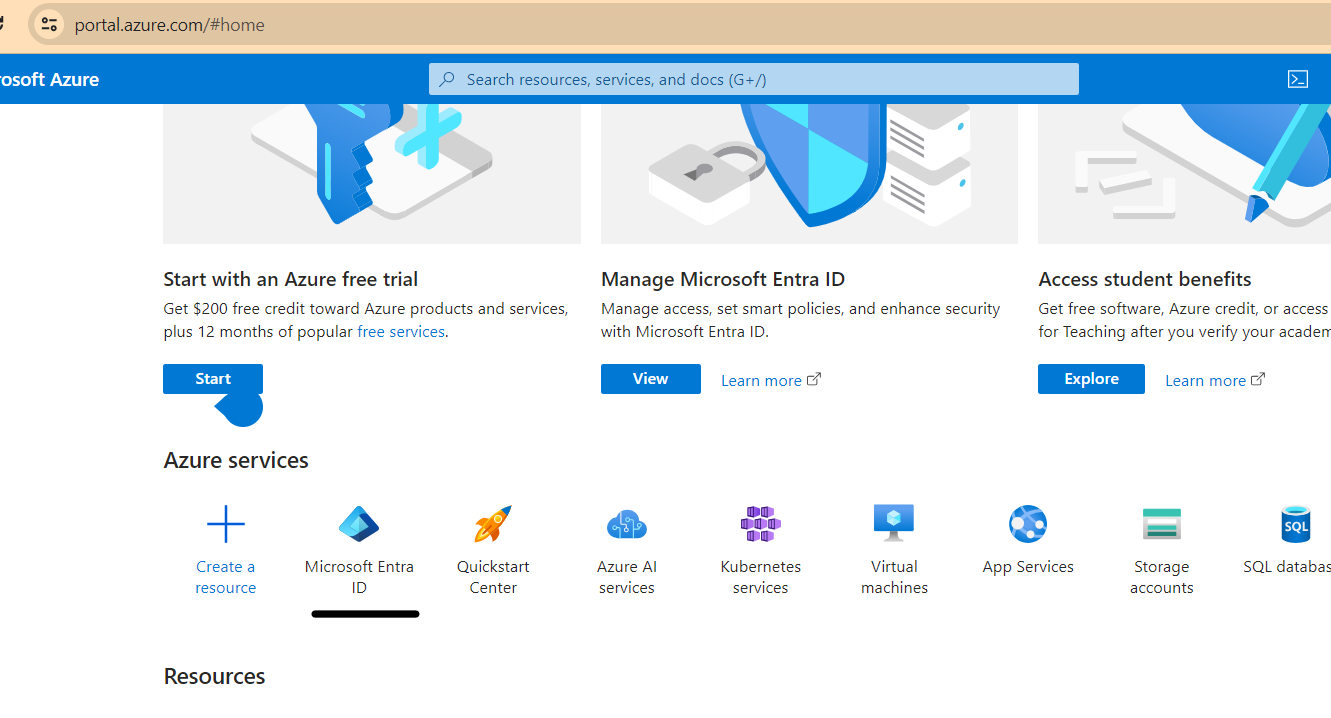 portal.azure.com/#home
rosoft Azure
Search resources, services, and docs (G+/)
Start with an Azure free trial
Get $200 free credit toward Azure products and services,
plus 12 months of popular free services.
Start
Manage Microsoft Entra ID
Manage access, set smart policies, and enhance security
with Microsoft Entra ID.
View
Learn more
Access student benefits
Get free software, Azure credit, or access
for Teaching after you verify your academ
Explore
Learn more
Azure services
Create a
resource
Microsoft Entra
ID
Quickstart
Center
Azure AI
services
Kubernetes
services
Virtual
machines
App Services
Storage
accounts
SQL
SQL databas
Resources